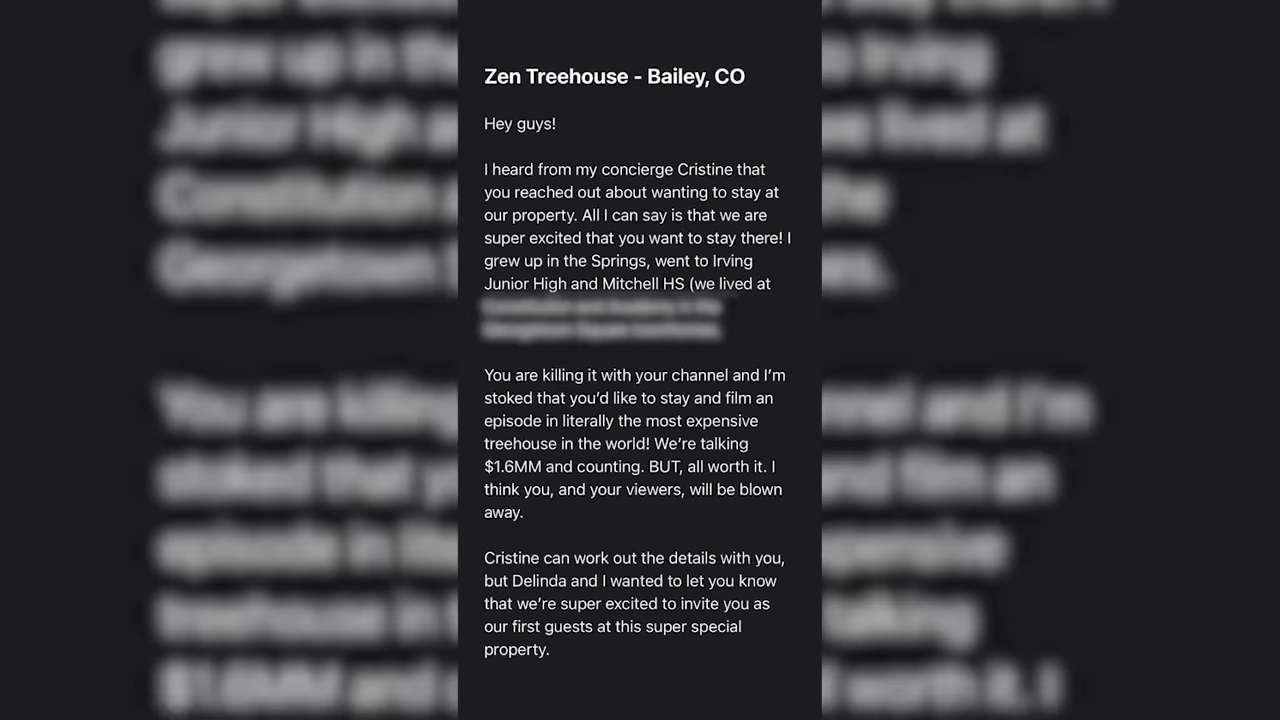 Zen Treehouse - Bailey, CO
Hey guys!
I heard from my concierge Cristine that
you reached out about wanting to stay at
our property. All I can say is that we are
super excited that you want to stay there! I
grew up in the Springs, went to Irving
Junior High and Mitchell HS (we lived at
You are killing it with your channel and I’m
stoked that you’d like to stay and film an
episode in literally the most expensive
treehouse in the world! We’re talking
$1.6MM and counting. BUT, all worth it. I
think you, and your viewers, will be blown
away.
Cristine can work out the details with you,
but Delinda and I wanted to let you know
that we’re super excited to invite you as
our first guests at this super special
property.